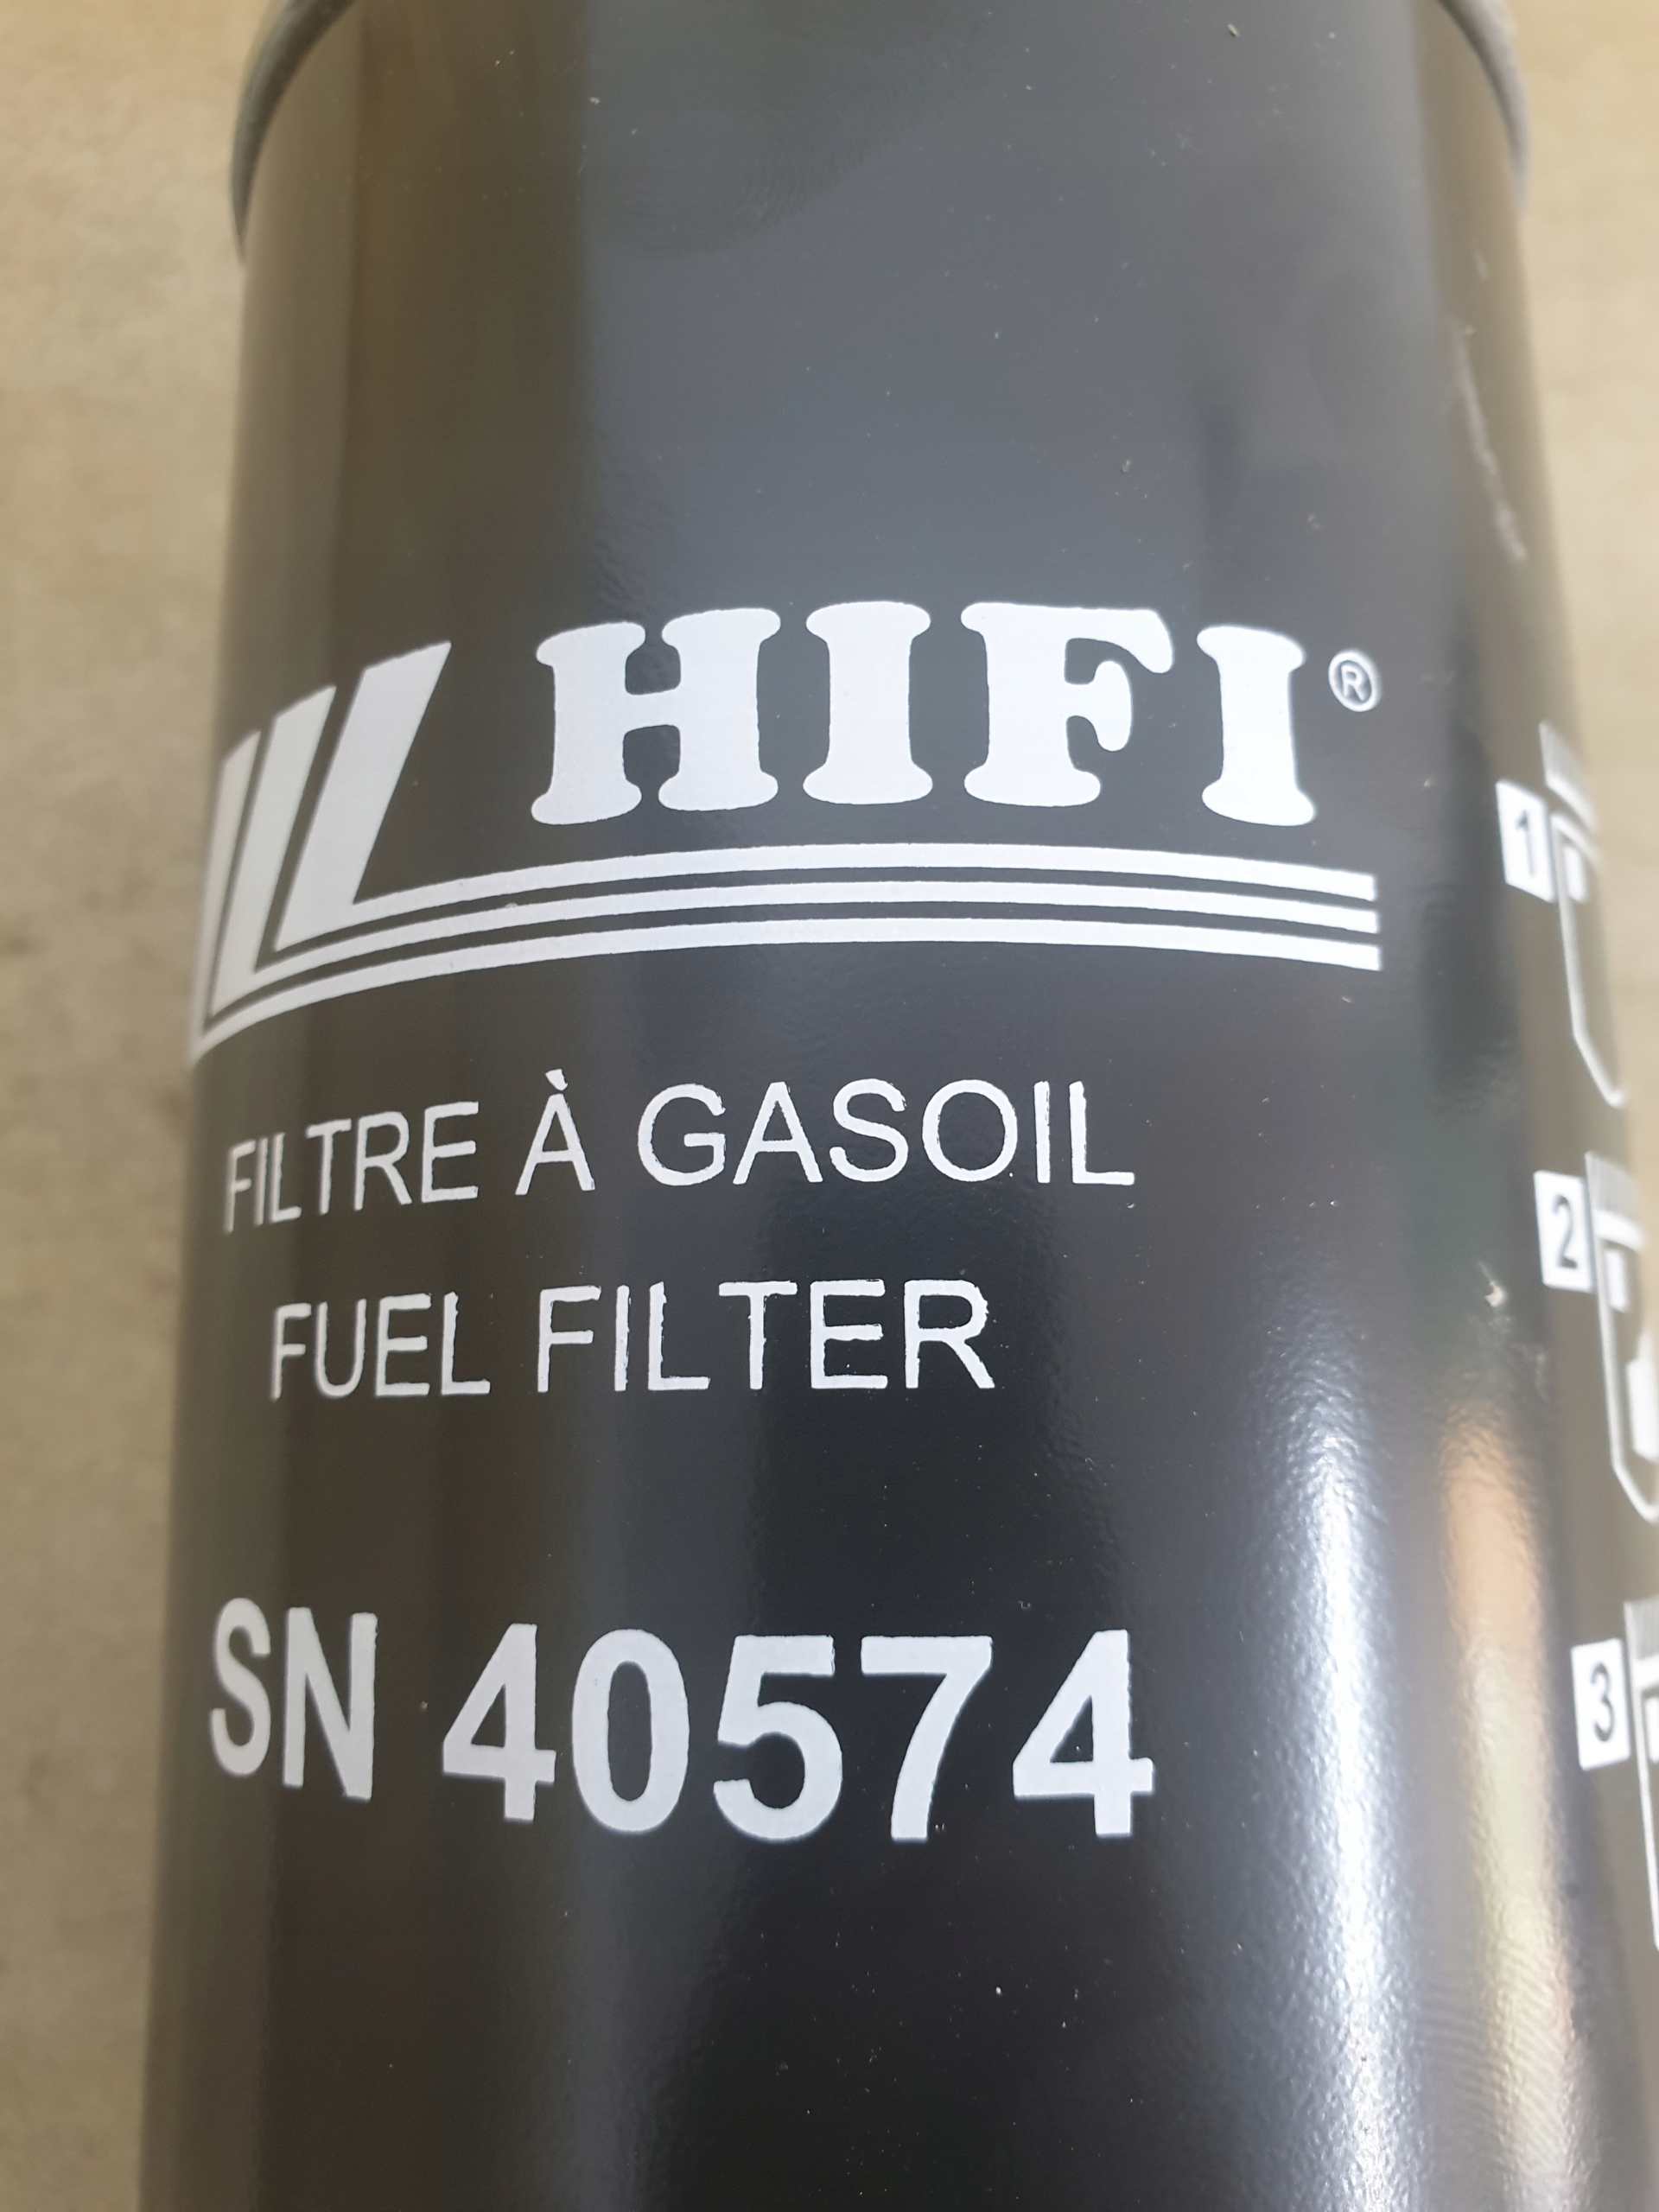 HIFI®
FILTRE À GASOIL
FUEL FILTER
SN 40574
1
2
3